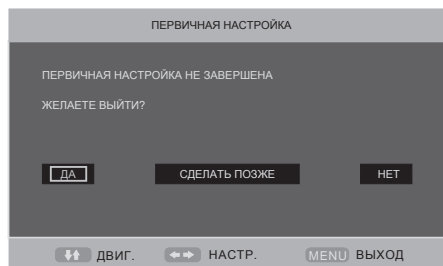 ПЕРВИЧНАЯ НАСТРОЙКА
ПЕРВИЧНАЯ НАСТРОЙКА НЕ ЗАВЕРШЕНА
ЖЕЛАЕТЕ ВЫЙТИ?
ДА СДЕЛАТЬ ПОЗЖЕ НЕТ
ДВИГ. НАСТР. MENU ВЫХОД